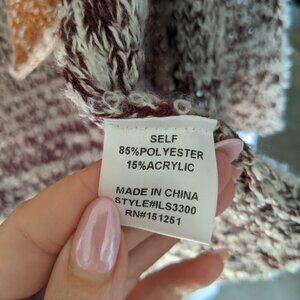 SELF
85%POLYESTER
15%ACRYLIC
MADE IN CHINA
STYLE#ILS3300
RN#151251